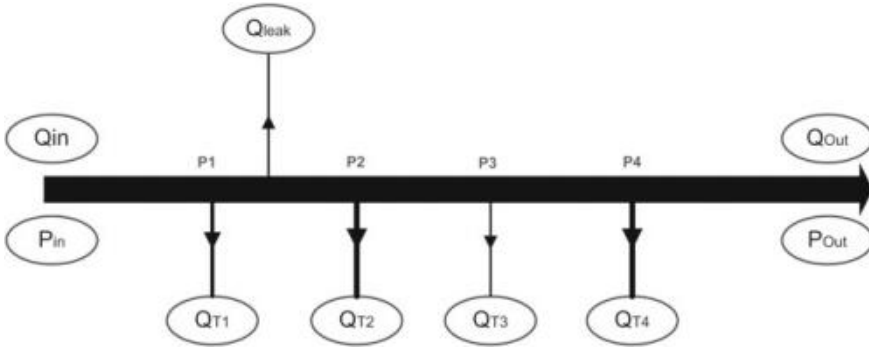 Qleak
Qin
QOut
P1
P2
P3
P4
Pin
POut
QT1
QT2
QT3
QT4